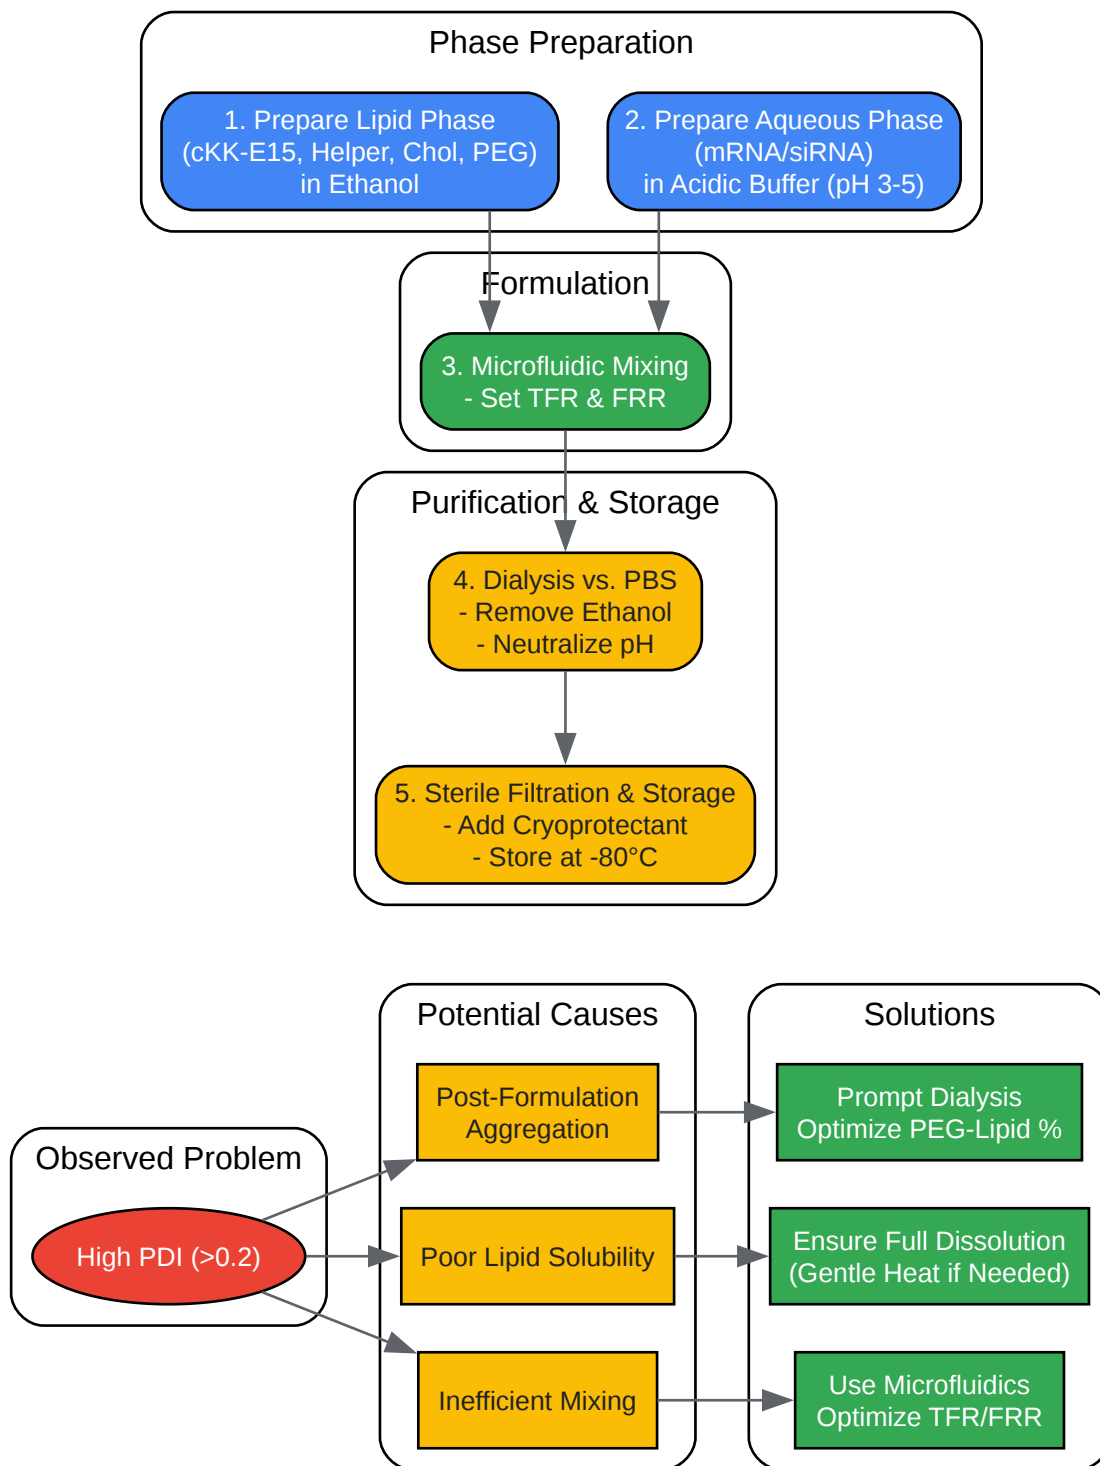 Phase Preparation
1. Prepare Lipid Phase
(cKK-E15, Helper, Chol, PEG)
in Ethanol
2. Prepare Aqueous Phase
(mRNA/siRNA)
in Acidic Buffer (pH 3-5)
Formulation
3. Microfluidic Mixing
- Set TFR & FRR
Purification & Storage
4. Dialysis vs. PBS
- Remove Ethanol
- Neutralize pH
5. Sterile Filtration & Storage
- Add Cryoprotectant
- Store at -80°C
Observed Problem
High PDI (>0.2)
Potential Causes
Post-Formulation
Aggregation
Poor Lipid Solubility
Inefficient Mixing
Solutions
Prompt Dialysis
Optimize PEG-Lipid %
Ensure Full Dissolution
(Gentle Heat if Needed)
Use Microfluidics
Optimize TFR/FRR